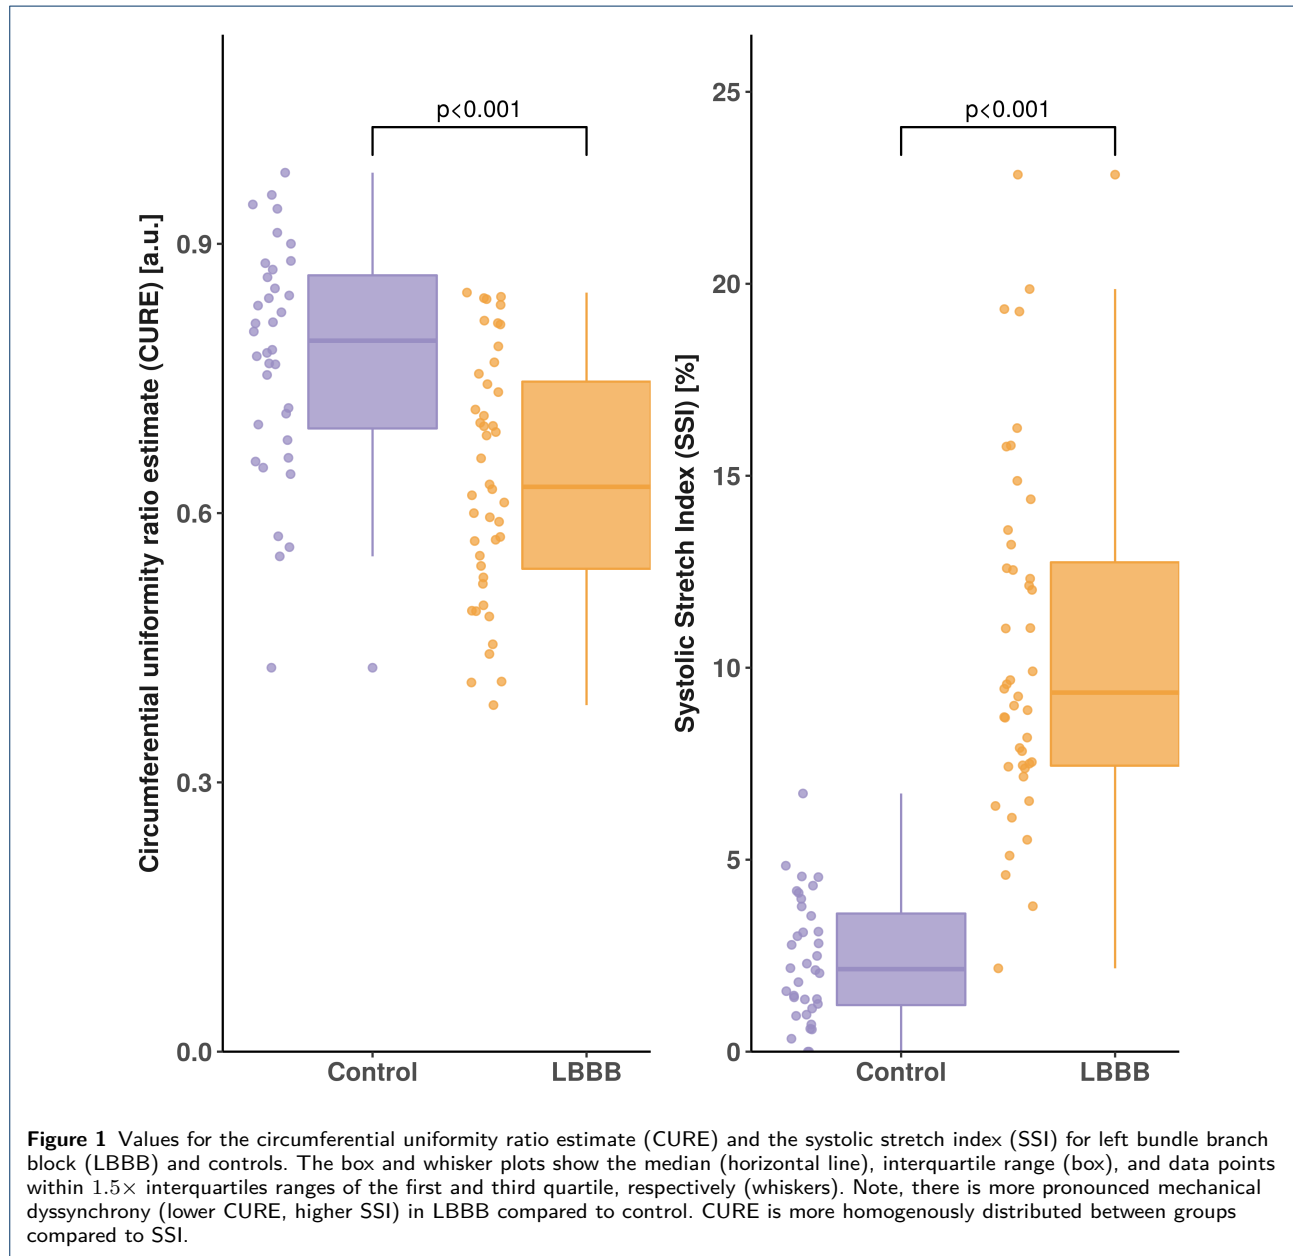 p<0.001
Circumferential uniformity ratio estimate (CURE) [a.u.]
0.9
0.6
0.3
0.0
Control LBBB
p<0.001
Systolic Stretch Index (SSI) [%]
25
20
15
10
5
0
Control LBBB
Figure 1 Values for the circumferential uniformity ratio estimate (CURE) and the systolic stretch index (SSI) for left bundle branch
block (LBBB) and controls. The box and whisker plots show the median (horizontal line), interquartile range (box), and data points
within 1.5× interquartiles ranges of the first and third quartile, respectively (whiskers). Note, there is more pronounced mechanical
dyssynchrony (lower CURE, higher SSI) in LBBB compared to control. CURE is more homogenously distributed between groups
compared to SSI.